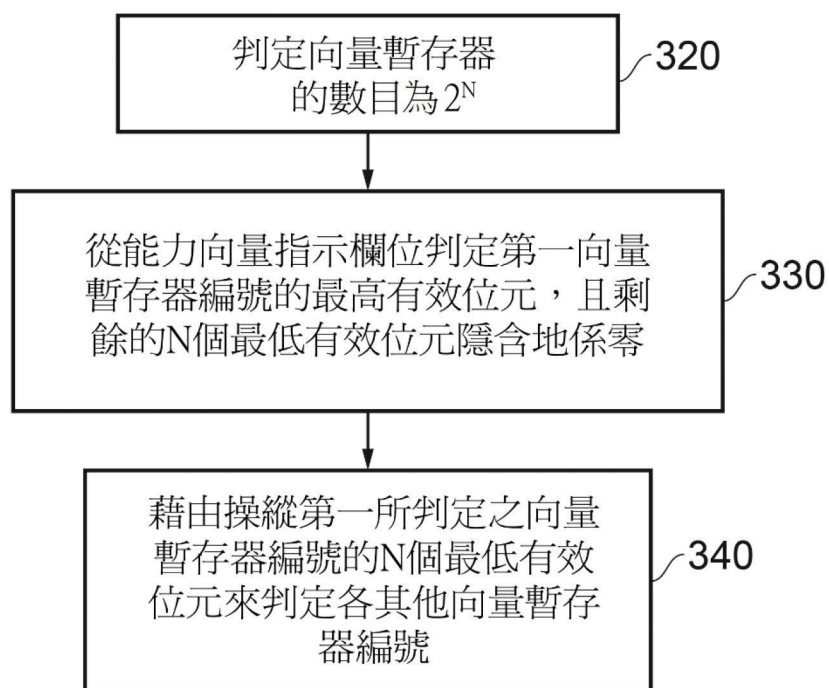 判定向量暫存器
的數目為2ᴺ
320
從能力向量指示欄位判定第一向量
暫存器編號的最高有效位元,且剩
餘的N個最低有效位元隱含地係零
330
藉由操縱第一所判定之向量
暫存器編號的N個最低有效
位元來判定各其他向量暫存
器編號
340